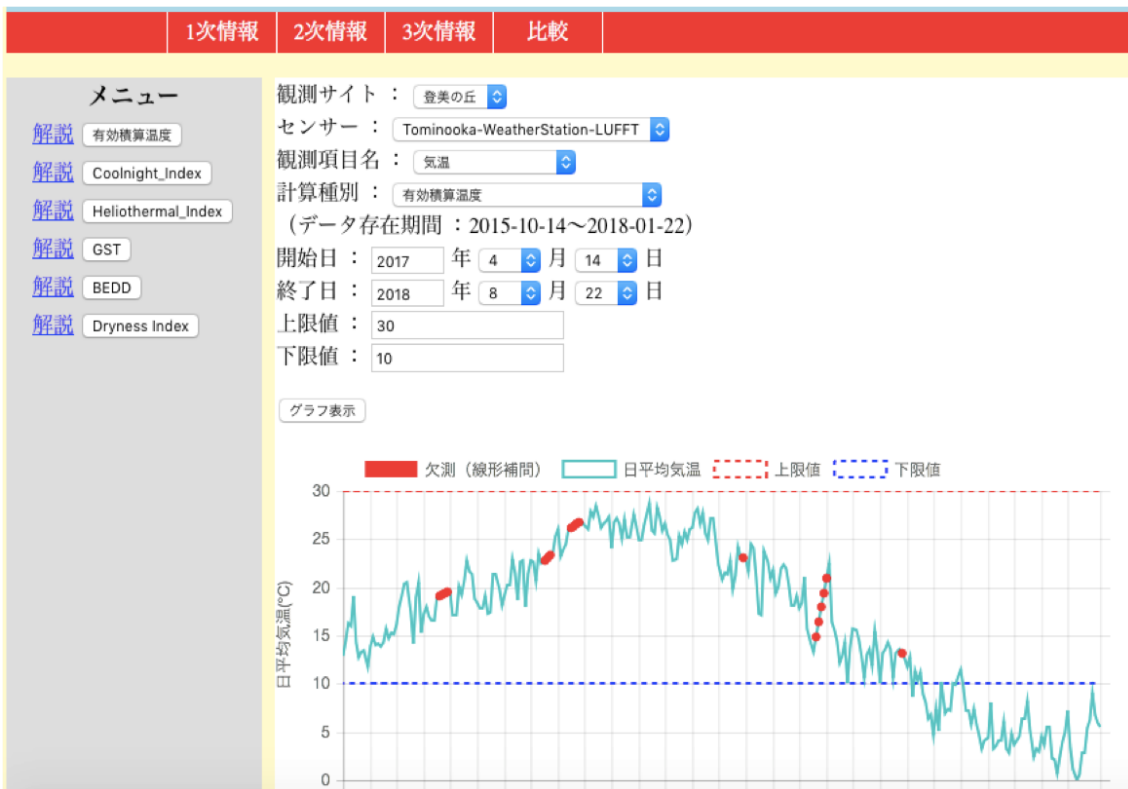 1次情報 2次情報 3次情報 比較
メニュー
解説 有効積算温度
解説 Coolnight_Index
解説 Heliothermal_Index
解説 GST
解説 BEDD
解説 Dryness Index
観測サイト : 登美の丘
センサー : Tominooka-WeatherStation-LUFFT
観測項目名 : 気温
計算種別 : 有効積算温度
(データ存在期間 : 2015-10-14〜2018-01-22)
開始日 : 2017 年 4 月 14 日
終了日 : 2018 年 8 月 22 日
上限値 : 30
下限値 : 10
グラフ表示
欠測(線形補間) 日平均気温 上限値 下限値
日平均気温(°C)
30
25
20
15
10
5
0